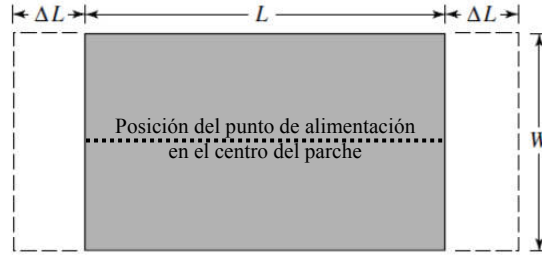 ΔL L ΔL
Posición del punto de alimentación
en el centro del parche
W